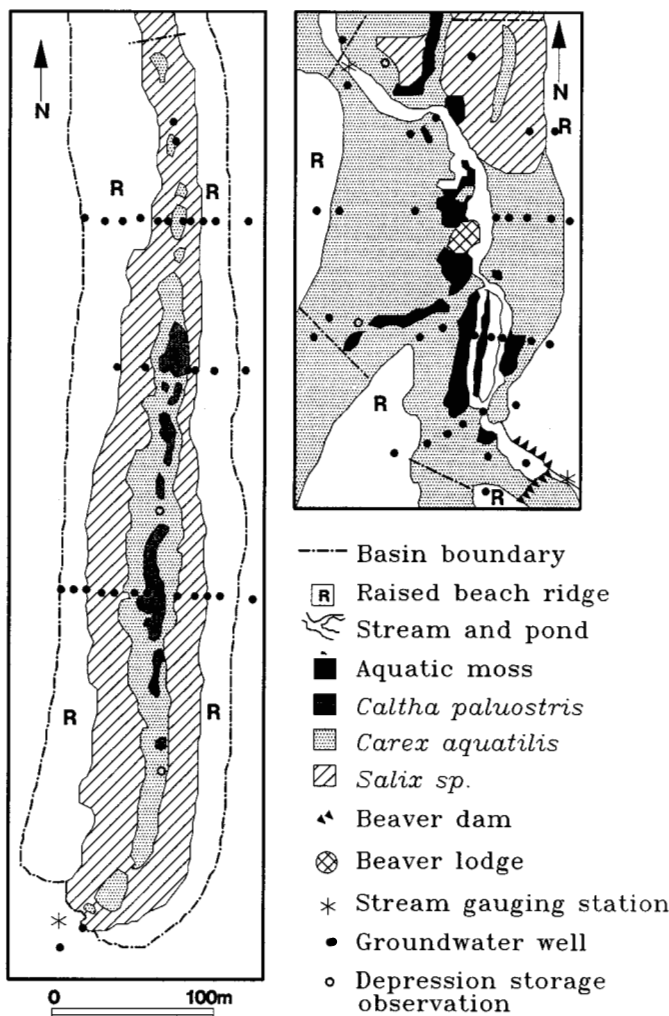 N
R
R
R
R
0
100m
N
R
R
R
R
Basin boundary
R Raised beach ridge
Stream and pond
Aquatic moss
Caltha paluostris
Carex aquatilis
Salix sp.
Beaver dam
Beaver lodge
Stream gauging station
Groundwater well
Depression storage
observation